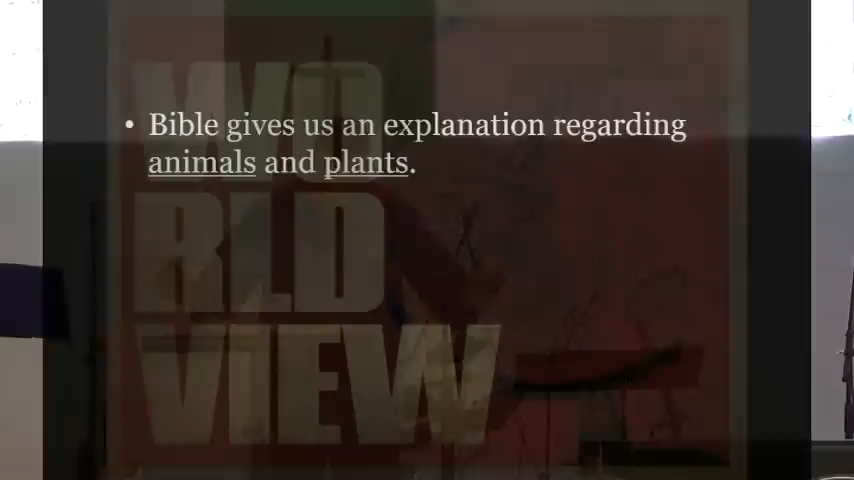 • Bible gives us an explanation regarding
animals and plants.
WO
RLD
VIEW